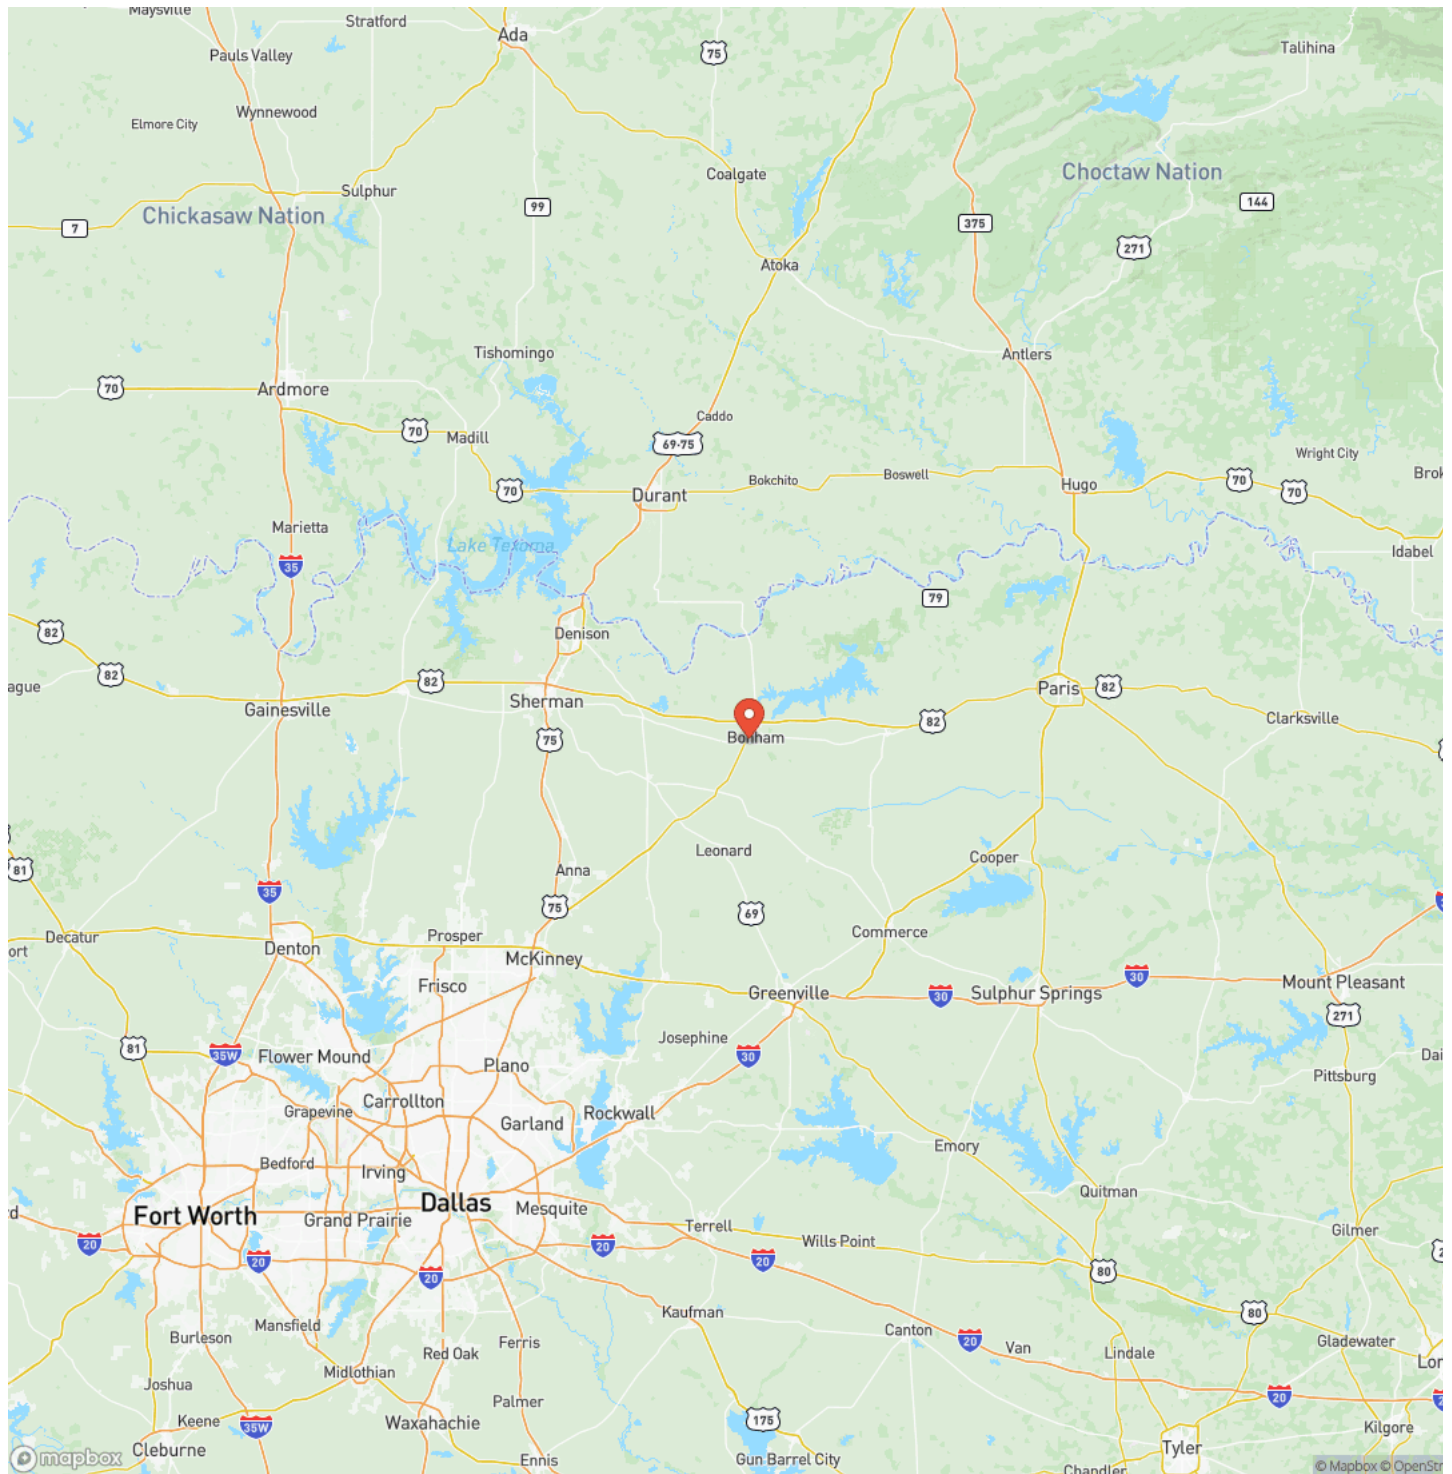 Maysville
Stratford
Ada
75
Talihina
Pauls Valley
Wynnewood
Elmore City
Coalgate
Choctaw Nation
Sulphur
99
144
Chickasaw Nation
7
375
271
Atoka
Tishomingo
Antlers
70
Ardmore
Caddo
70
Madill
69-75
Wright City
Bokchito
Boswell
Hugo
70
70
70
Durant
Marietta
Lake Texoma
Idabel
35
79
82
Denison
82
82
Sherman
Paris
82
Gainesville
82
Clarksville
75
Bonham
Leonard
Cooper
Anna
81
35
75
69
Commerce
Decatur
Denton
Prosper
McKinney
Frisco
Greenville
30
Sulphur Springs
30
Mount Pleasant
271
81
35W
Flower Mound
Josephine
30
Plano
Pittsburg
Grapevine
Carrollton
Garland
Rockwall
Emory
Bedford
Irving
Quitman
Fort Worth
Dallas
Grand Prairie
Mesquite
Terrell
Gilmer
20
20
20
20
20
Wills Point
80
80
Kaufman
Mansfield
Burleson
Ferris
Canton
20
Van
Gladewater
Red Oak
Lindale
Midlothian
Joshua
Palmer
20
Keene
35W
Waxahachie
175
Kilgore
Cleburne
Tyler
mapbox
Ennis
Gun Barrel City
Chandler
© Mapbox © OpenStr